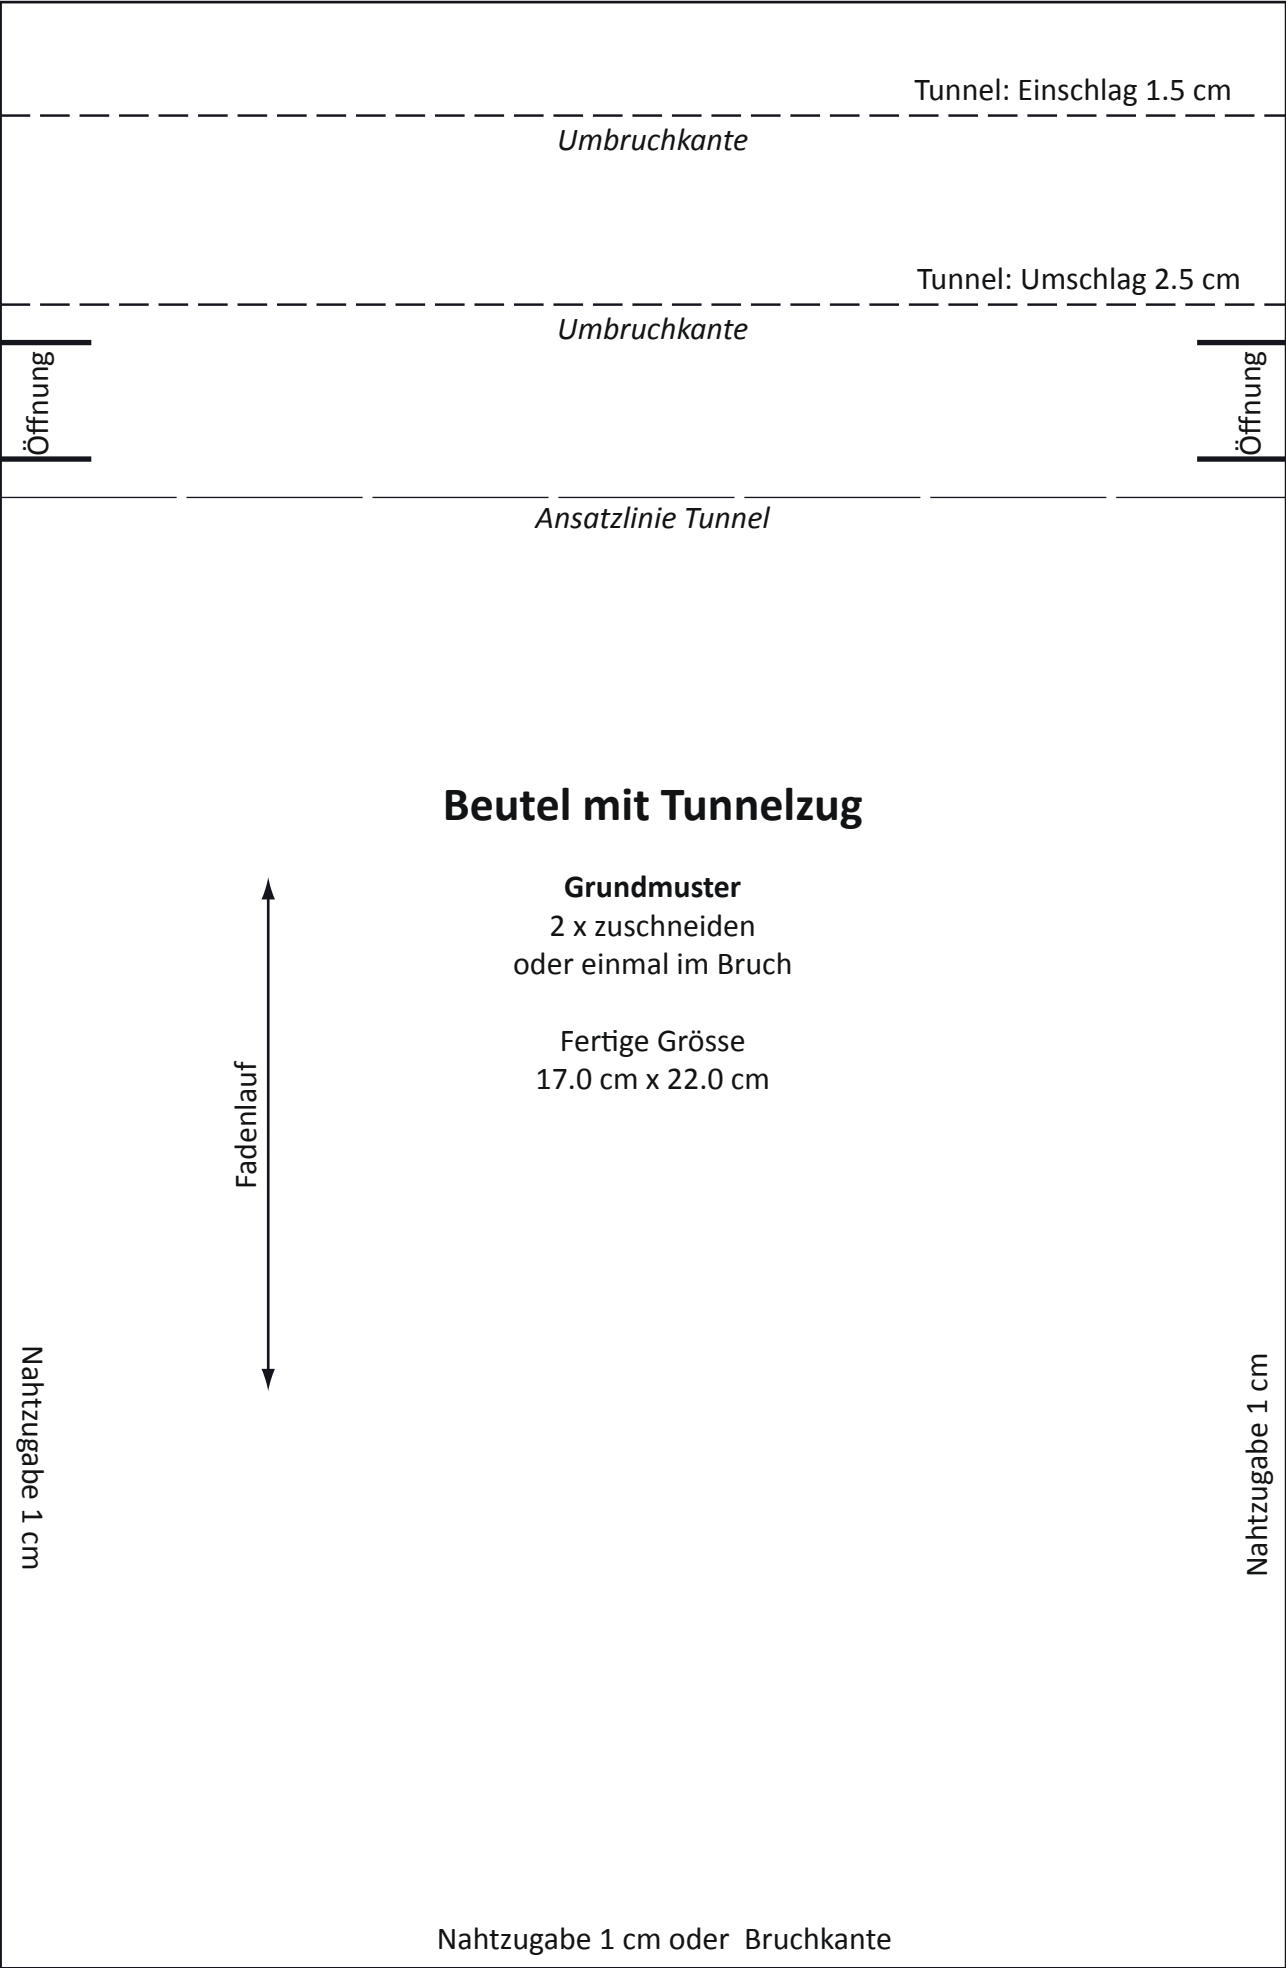 Tunnel: Einschlag 1.5 cm
Umbruchkante
Tunnel: Umschlag 2.5 cm
Umbruchkante
Öffnung
Öffnung
Ansatzlinie Tunnel
Beutel mit Tunnelzug
Grundmuster
2 x zuschneiden
oder einmal im Bruch
Fertige Grösse
17.0 cm x 22.0 cm
Fadenlauf
Nahtzugabe 1 cm
Nahtzugabe 1 cm
Nahtzugabe 1 cm oder  Bruchkante